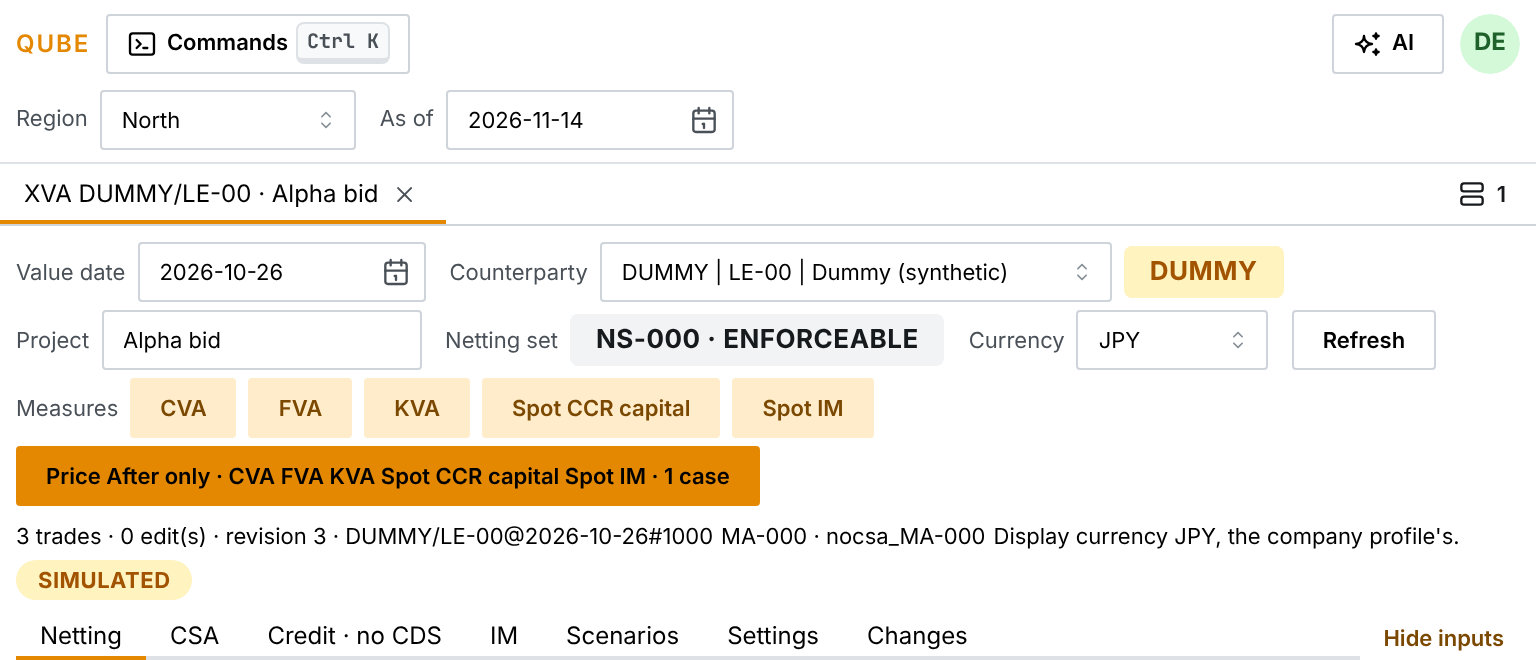 QUBE Commands Ctrl K AI DE
Region North As of 2026-11-14
XVA DUMMY/LE-00 · Alpha bid 1
Value date 2026-10-26 Counterparty DUMMY | LE-00 | Dummy (synthetic) DUMMY
Project Alpha bid Netting set NS-000 · ENFORCEABLE Currency JPY Refresh
Measures CVA FVA KVA Spot CCR capital Spot IM
Price After only · CVA FVA KVA Spot CCR capital Spot IM · 1 case
3 trades · 0 edit(s) · revision 3 · DUMMY/LE-00@2026-10-26#1000 MA-000 · nocsa_MA-000 Display currency JPY, the company profile's.
SIMULATED
Netting CSA Credit · no CDS IM Scenarios Settings Changes Hide inputs